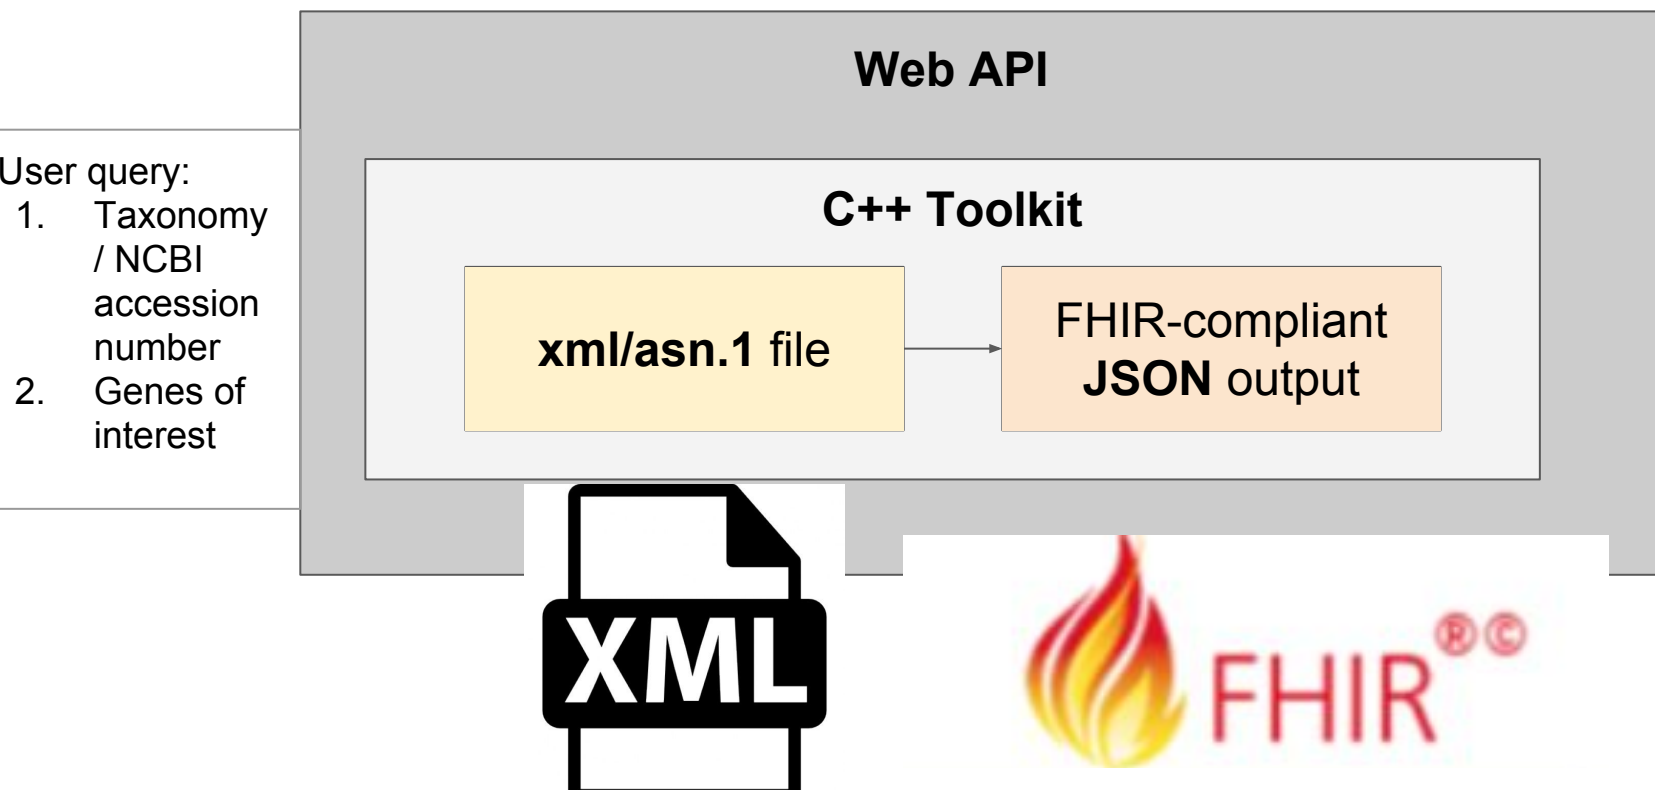 Web API
User query:
1. Taxonomy
/ NCBI
accession
number
2. Genes of
interest
C++ Toolkit
xml/asn.1 file
FHIR-compliant
JSON output
XML
FHIR®©